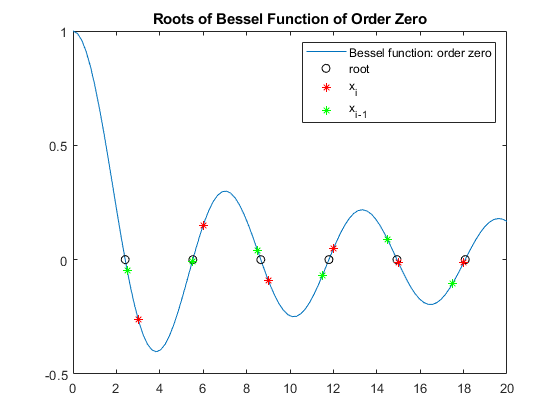 Roots of Bessel Function of Order Zero
1
0.5
0
-0.5
0 2 4 6 8 10 12 14 16 18 20
Bessel function: order zero
root
x_i
x_{i-1}